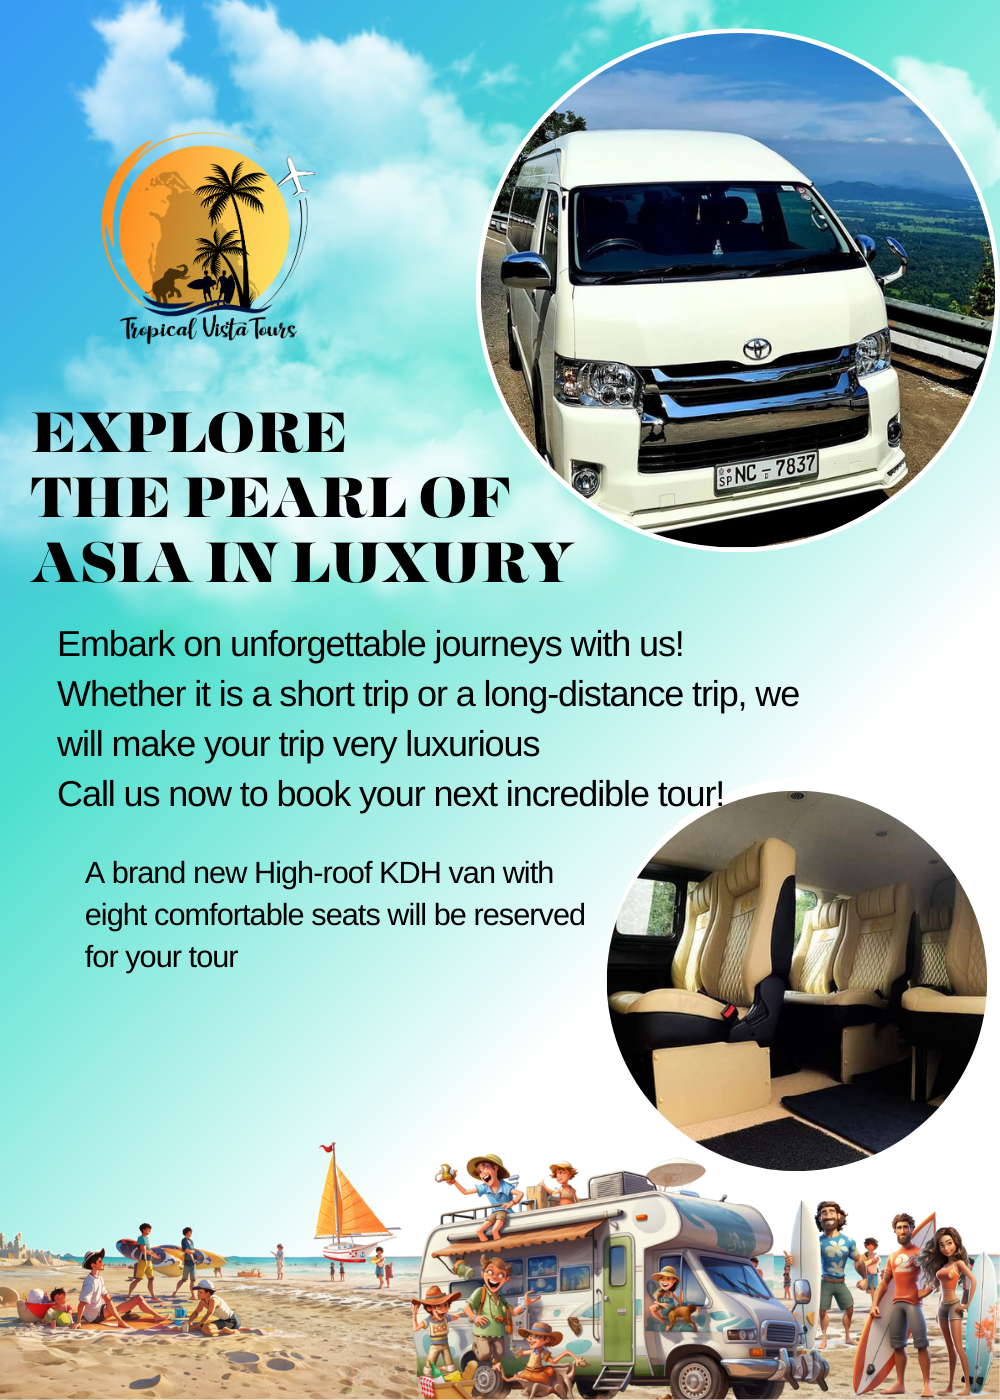 Tropical Vista Tours
EXPLORE
THE PEARL OF
ASIA IN LUXURY
SP NC - 7837
Embark on unforgettable journeys with us!
Whether it is a short trip or a long-distance trip, we
will make your trip very luxurious
Call us now to book your next incredible tour!
A brand new High-roof KDH van with
eight comfortable seats will be reserved
for your tour